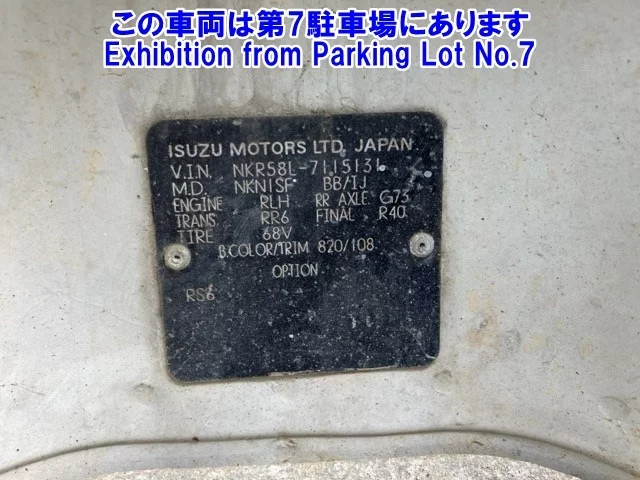 この車両は第7駐車場にあります
Exhibition from Parking Lot No.7
ISUZU MOTORS LTD. JAPAN
V.I.N. NKR58L-7115131
M.D. NKN1SF BB/IJ
ENGINE RLH RR AXLE G73
TRANS RR6 FINAL R40
TIRE 68V
B.COLOR/TRIM 820/108
OPTION
RS6